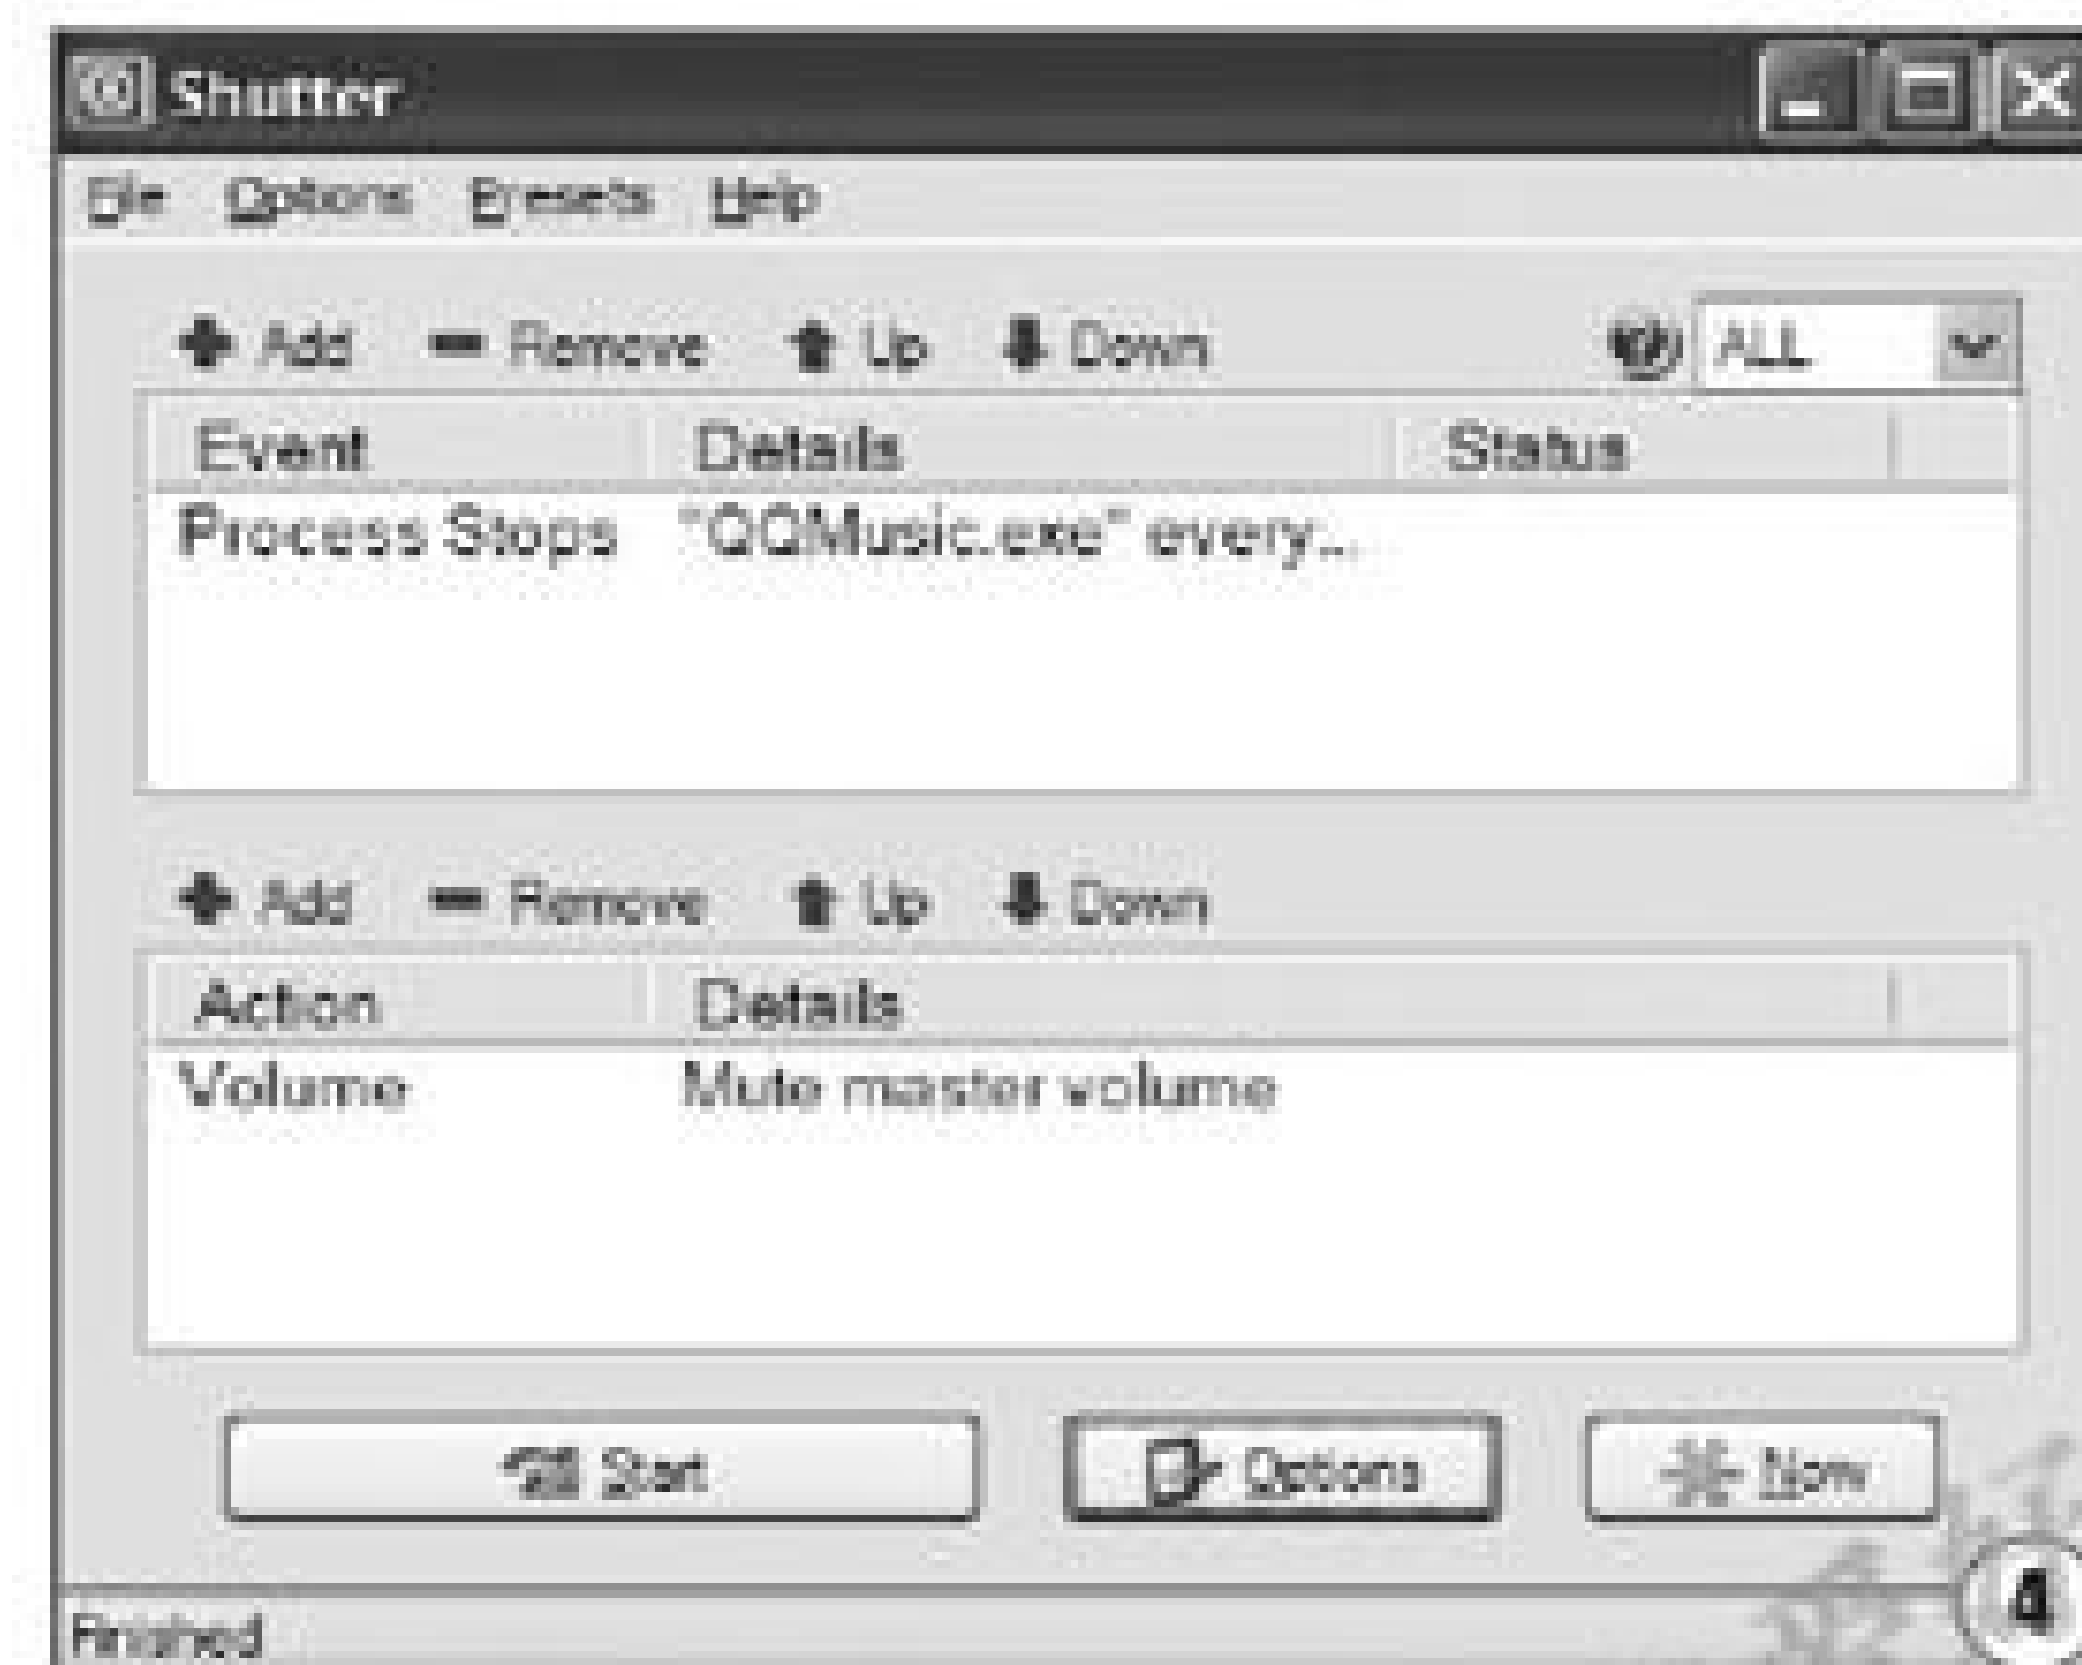 Shutter
File Options Presets Help
Add Remove Up Down ALL
Event Details Status
Process Stops "QQMusic.exe" every...
Add Remove Up Down
Action Details
Volume Mute master volume
Start Options Now
4
Finished